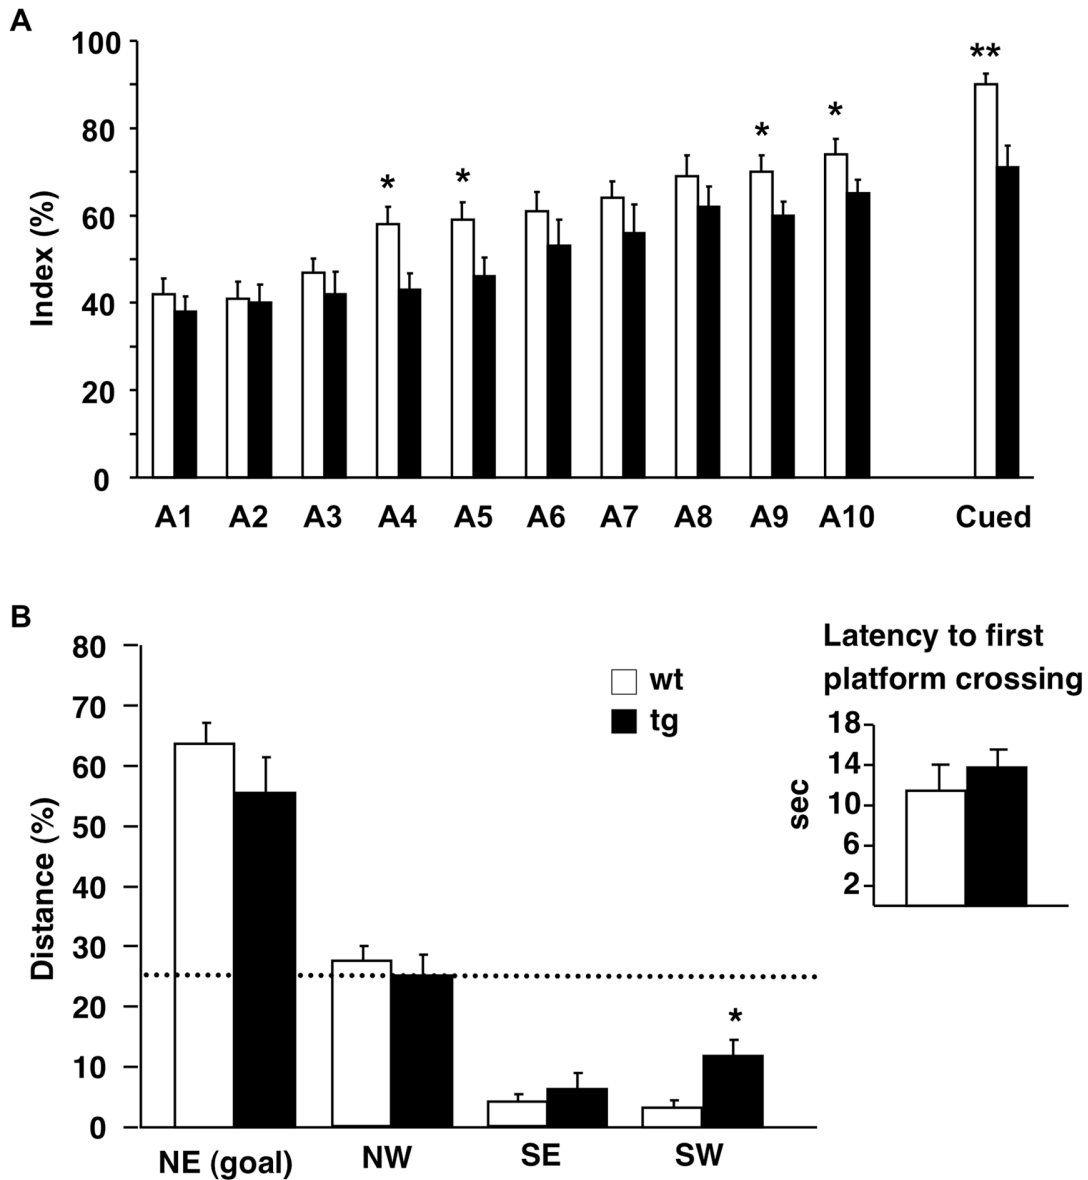 A
100
80
60
40
20
0
Index (%)
*
*
*
*
**
A1 A2 A3 A4 A5 A6 A7 A8 A9 A10 Cued
B
80
70
60
50
40
30
20
10
0
Distance (%)
wt
tg
*
NE (goal) NW SE SW
Latency to first
platform crossing
18
14
10
6
2
sec